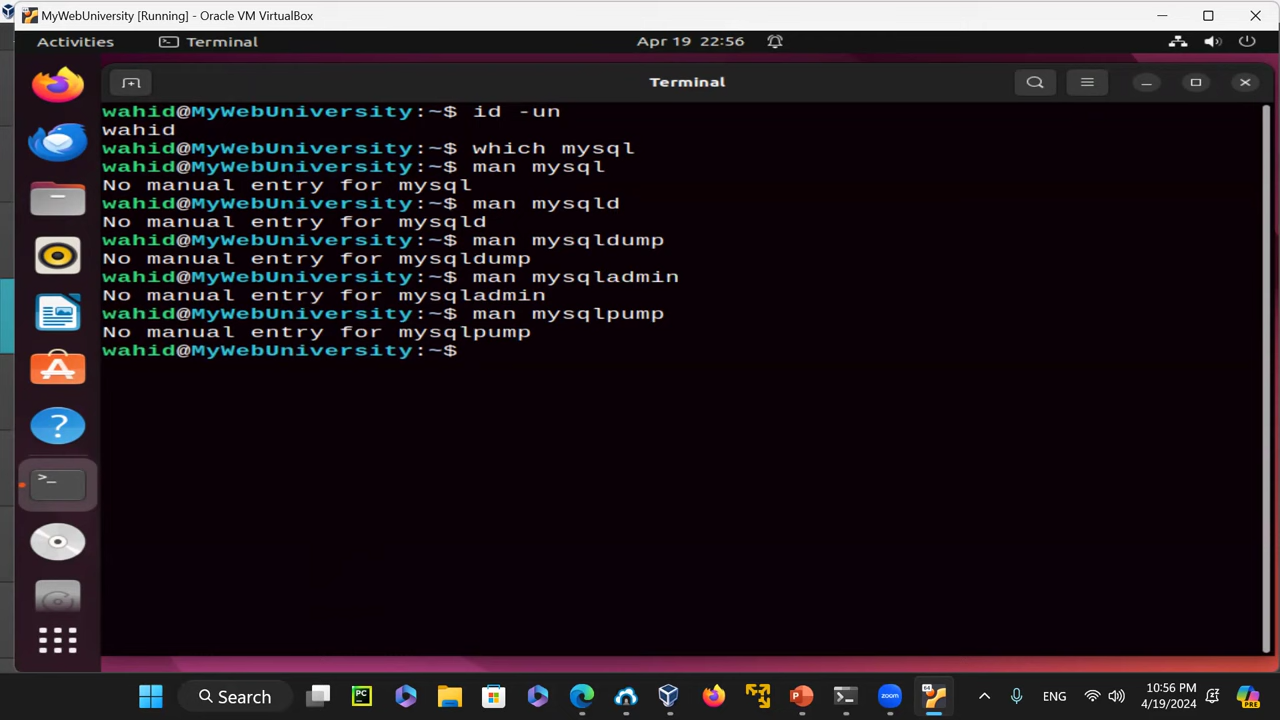 MyWebUniversity [Running] - Oracle VM VirtualBox
Activities
Terminal
Apr 19 22:56
Terminal
wahid@MyWebUniversity:~$ id -un
wahid
wahid@MyWebUniversity:~$ which mysql
wahid@MyWebUniversity:~$ man mysql
No manual entry for mysql
wahid@MyWebUniversity:~$ man mysqld
No manual entry for mysqld
wahid@MyWebUniversity:~$ man mysqldump
No manual entry for mysqldump
wahid@MyWebUniversity:~$ man mysqladmin
No manual entry for mysqladmin
wahid@MyWebUniversity:~$ man mysqlpump
No manual entry for mysqlpump
wahid@MyWebUniversity:~$
?
>_
Search
PC
zoom
64
ENG
10:56 PM
4/19/2024
PRE